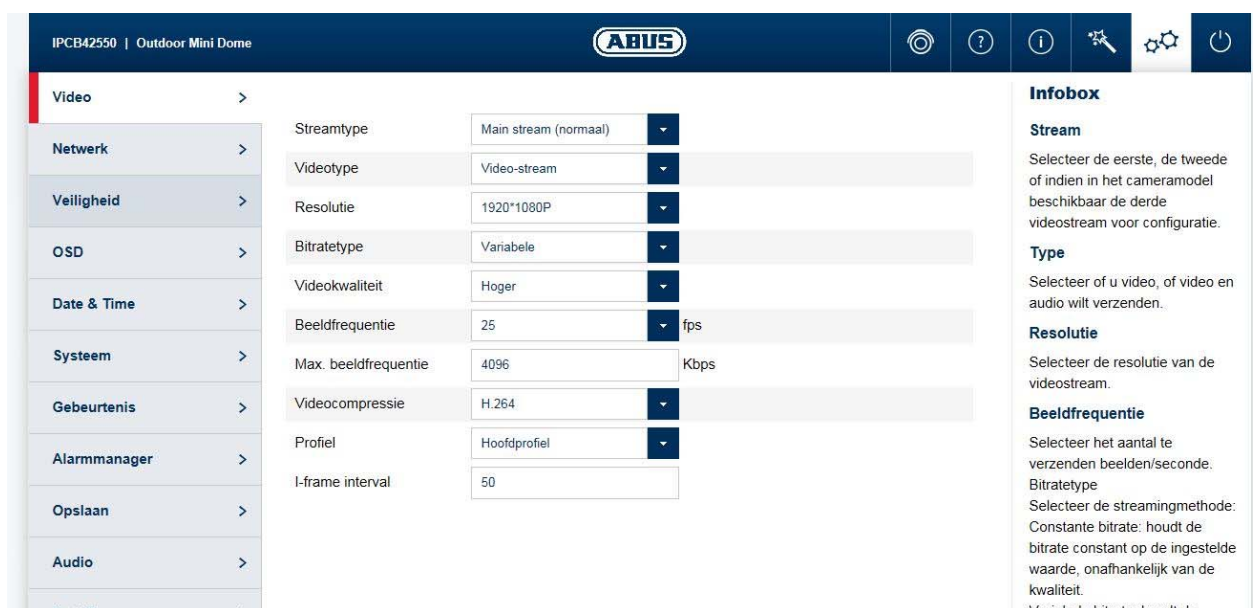 IPCB42550 | Outdoor Mini Dome
ABUS
Video
Netwerk
Veiligheid
OSD
Date & Time
Systeem
Gebeurtenis
Alarmmanager
Opslaan
Audio
Streamtype Main stream (normaal)
Videotype Video-stream
Resolutie 1920*1080P
Bitratetype Variabele
Videokwaliteit Hoger
Beeldfrequentie 25 fps
Max. beeldfrequentie 4096 Kbps
Videocompressie H.264
Profiel Hoofdprofiel
I-frame interval 50
Infobox
Stream
Selecteer de eerste, de tweede
of indien in het cameramodel
beschikbaar de derde
videostream voor configuratie.
Type
Selecteer of u video, of video en
audio wilt verzenden.
Resolutie
Selecteer de resolutie van de
videostream.
Beeldfrequentie
Selecteer het aantal te
verzenden beelden/seconde.
Bitratetype
Selecteer de streamingmethode:
Constante bitrate: houdt de
bitrate constant op de ingestelde
waarde, onafhankelijk van de
kwaliteit.